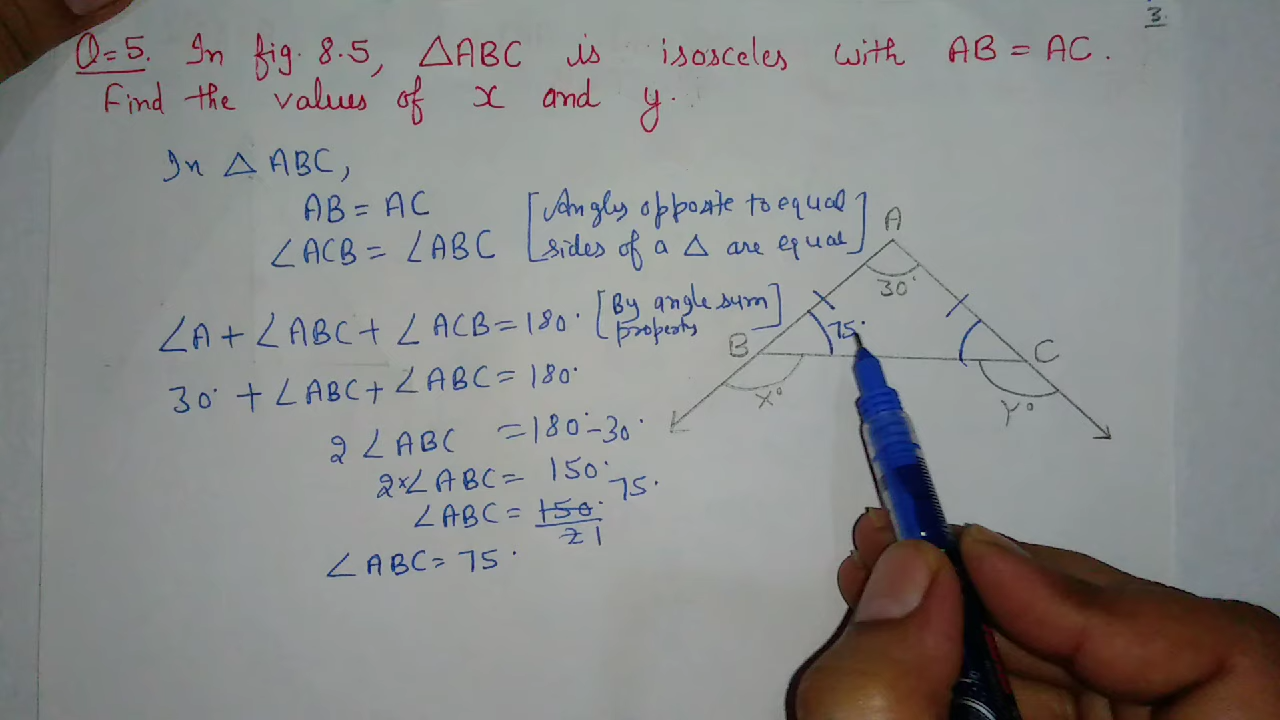 3.
Q=5. In fig. 8.5, △ABC is isosceles with AB = AC.
Find the values of x and y.
In △ ABC,
AB = AC [Angles opposite to equal
∠ACB = ∠ABC sides of a △ are equal]
∠A + ∠ABC + ∠ACB = 180° [By angle sum
property]
30° + ∠ABC + ∠ABC = 180°
2 ∠ABC = 180° - 30°
2×∠ABC = 150°
75°
∠ABC = 150°
2 1
∠ABC = 75°
A
30°
B
75°
C
X°
Y°